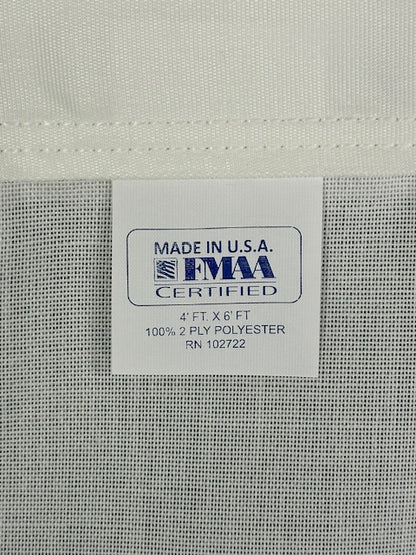 MADE IN U.S.A.
FMAA
CERTIFIED
4' FT. X 6' FT
100% 2 PLY POLYESTER
RN 102722